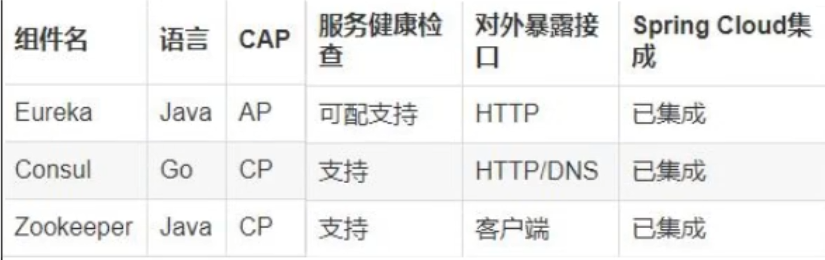 组件名 语言 CAP 服务健康检查 对外暴露接口 Spring Cloud集成
Eureka Java AP 可配支持 HTTP 已集成
Consul Go CP 支持 HTTP/DNS 已集成
Zookeeper Java CP 支持 客户端 已集成